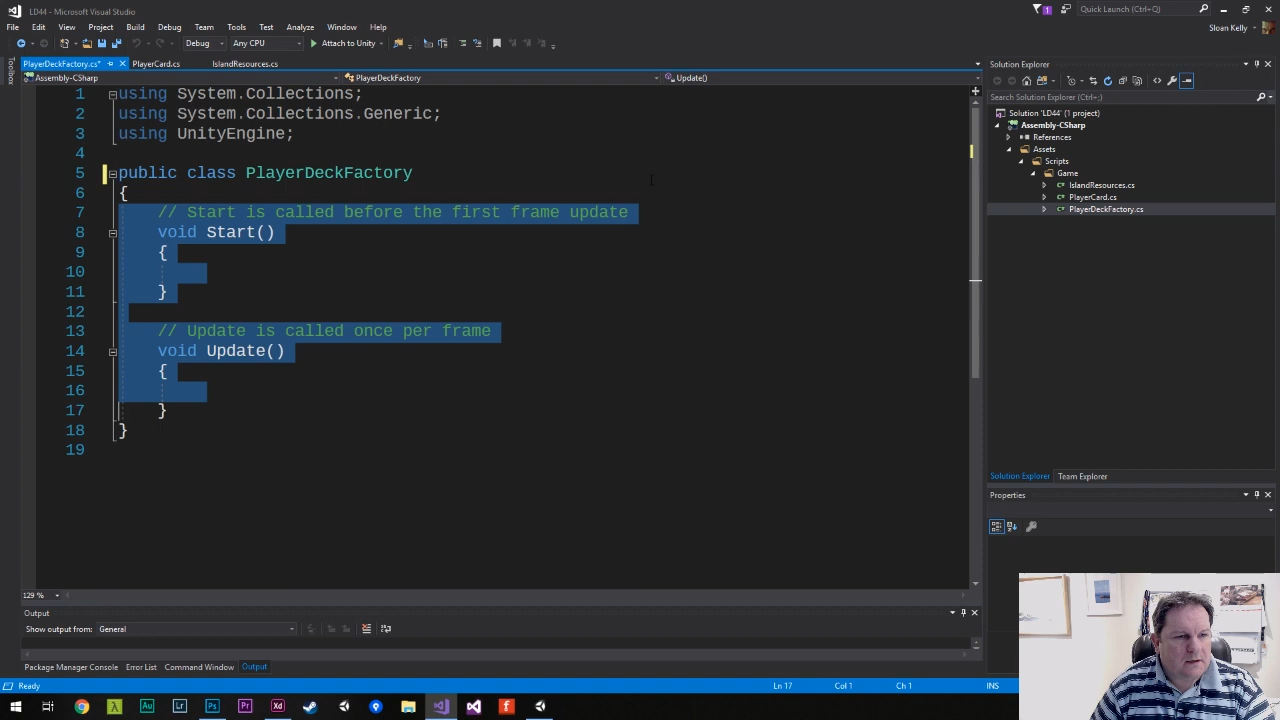 LD44 - Microsoft Visual Studio
1
Quick Launch (Ctrl+Q)
File Edit View Project Build Debug Team Tools Test Analyze Window Help
Sloan Kelly
Debug Any CPU Attach to Unity
Toolbox
PlayerDeckFactory.cs* PlayerCard.cs IslandResources.cs
Assembly-CSharp PlayerDeckFactory Update()
1 using System.Collections;
2 using System.Collections.Generic;
3 using UnityEngine;
4
5 public class PlayerDeckFactory
6 {
7 // Start is called before the first frame update
8 void Start()
9 {
10
11 }
12
13 // Update is called once per frame
14 void Update()
15 {
16
17 }
18 }
19
129 %
Solution Explorer
Search Solution Explorer (Ctrl+;)
Solution 'LD44' (1 project)
Assembly-CSharp
References
Assets
Scripts
Game
IslandResources.cs
PlayerCard.cs
PlayerDeckFactory.cs
Solution Explorer Team Explorer
Properties
Output
Show output from: General
Package Manager Console Error List Command Window Output
Ready Ln 17 Col 1 Ch 1 INS
λ Au Lr Ps Pr Xd f